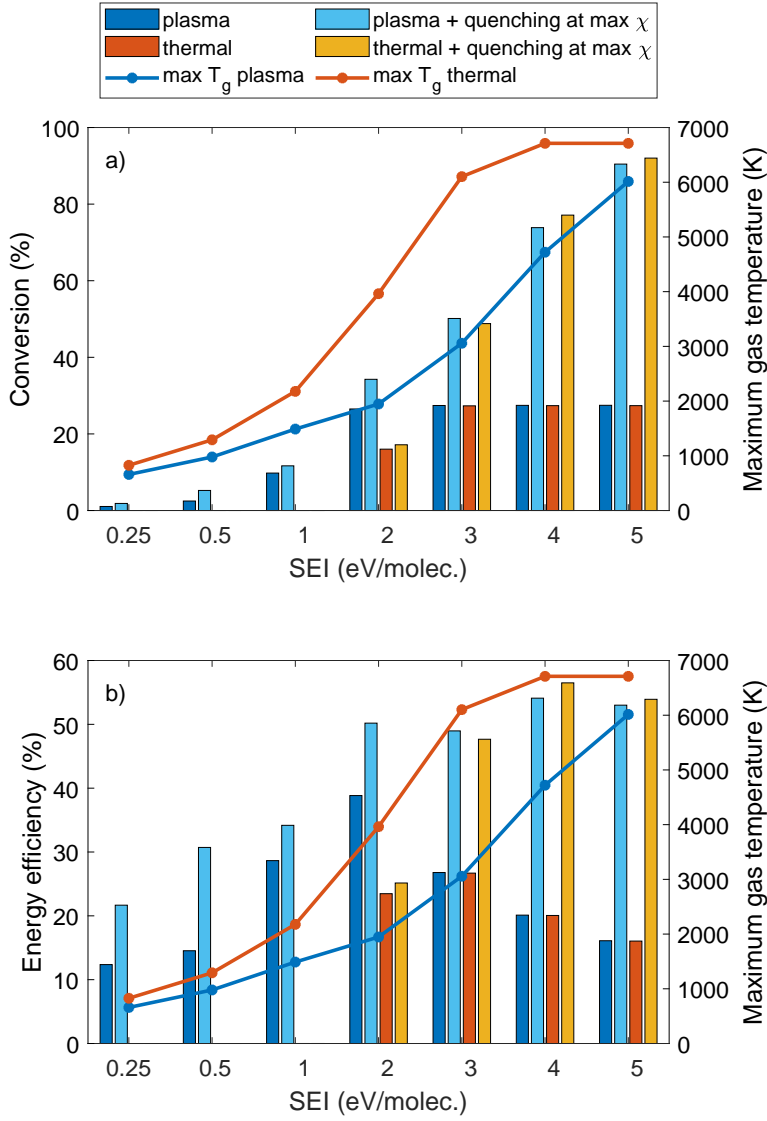 plasma plasma + quenching at max χ
thermal thermal + quenching at max χ
max T_g plasma max T_g thermal
a)
100
80
60
40
20
0
Conversion (%)
7000
6000
5000
4000
3000
2000
1000
0
Maximum gas temperature (K)
0.25 0.5 1 2 3 4 5
SEI (eV/molec.)
b)
60
50
40
30
20
10
0
Energy efficiency (%)
7000
6000
5000
4000
3000
2000
1000
0
Maximum gas temperature (K)
0.25 0.5 1 2 3 4 5
SEI (eV/molec.)